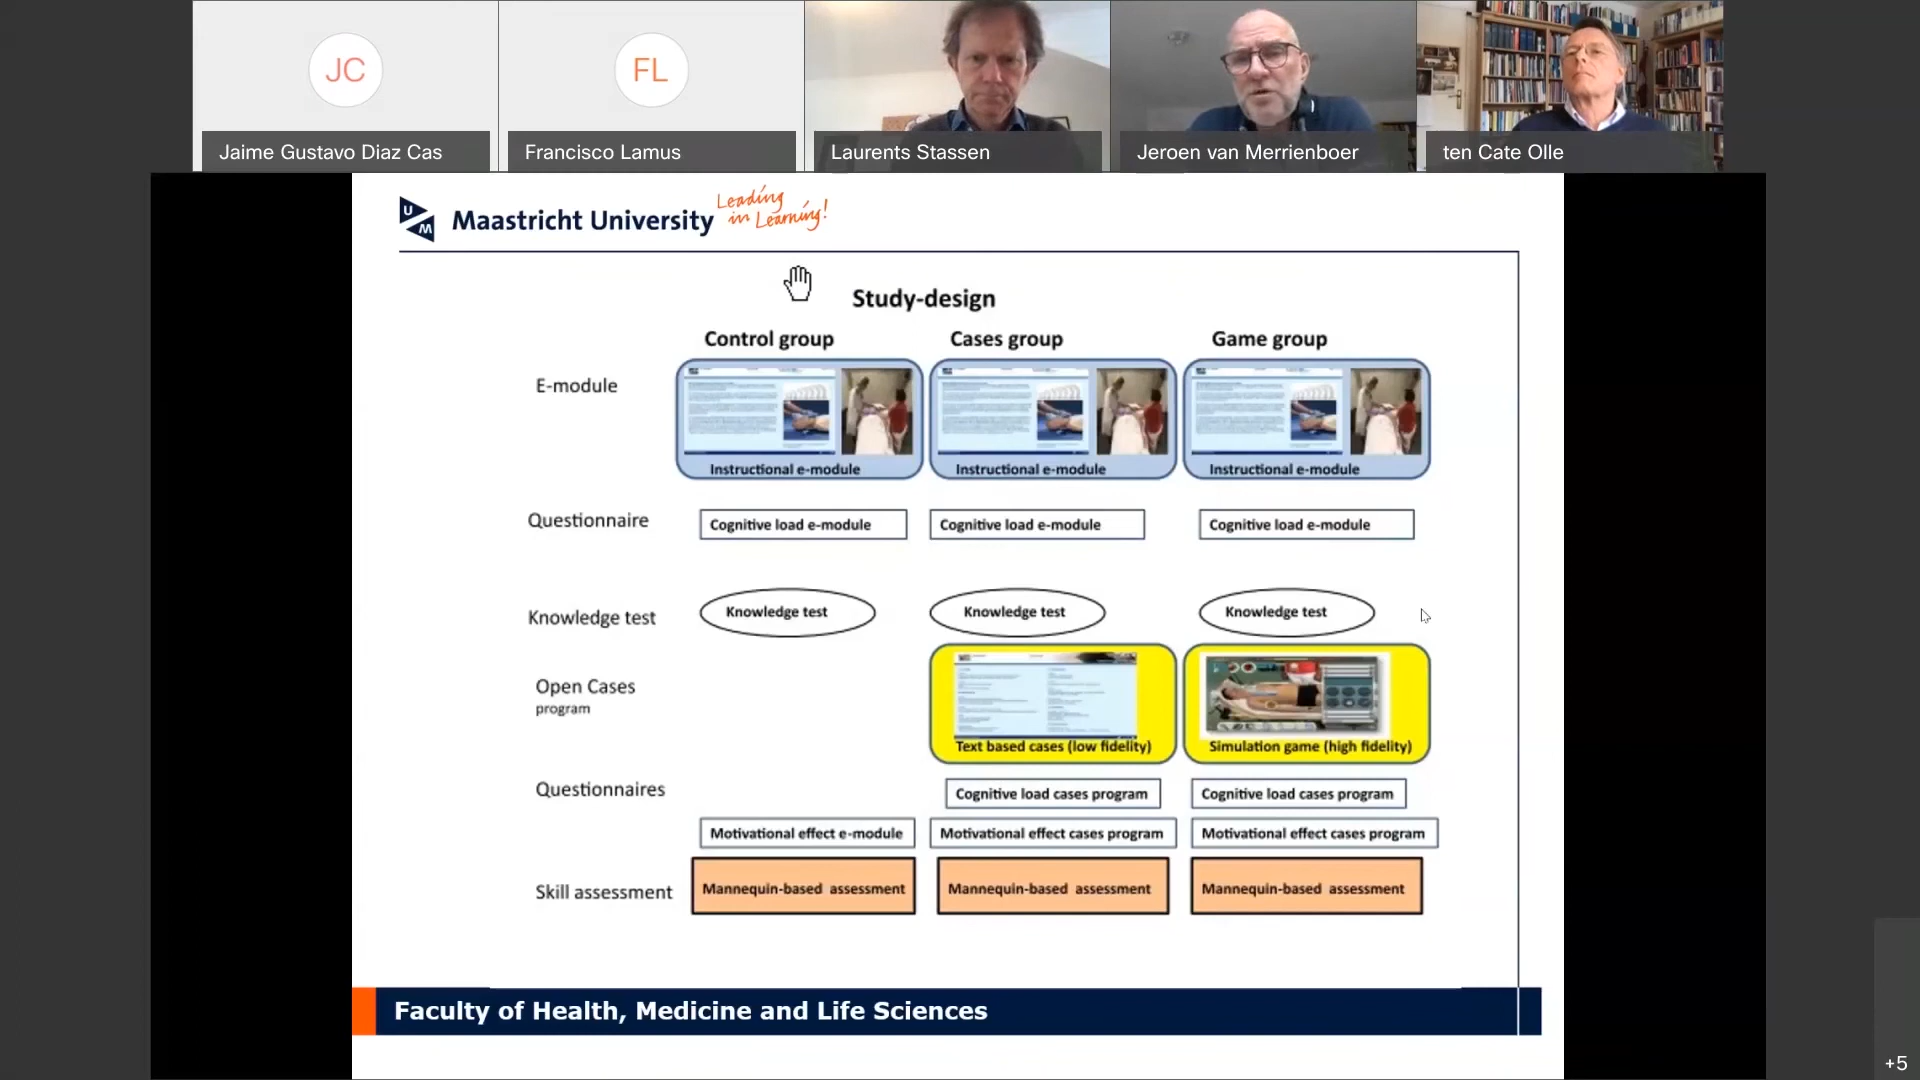 JC
FL
Jaime Gustavo Diaz Cas
Francisco Lamus
Laurents Stassen
Jeroen van Merrienboer
ten Cate Olle
UM
Maastricht University
Leading
in Learning!
Study-design
Control group
Cases group
Game group
E-module
Instructional e-module
Instructional e-module
Instructional e-module
Questionnaire
Cognitive load e-module
Cognitive load e-module
Cognitive load e-module
Knowledge test
Knowledge test
Knowledge test
Knowledge test
Open Cases
program
Text based cases (low fidelity)
Simulation game (high fidelity)
Questionnaires
Cognitive load cases program
Cognitive load cases program
Motivational effect e-module
Motivational effect cases program
Motivational effect cases program
Skill assessment
Mannequin-based assessment
Mannequin-based assessment
Mannequin-based assessment
Faculty of Health, Medicine and Life Sciences
+5